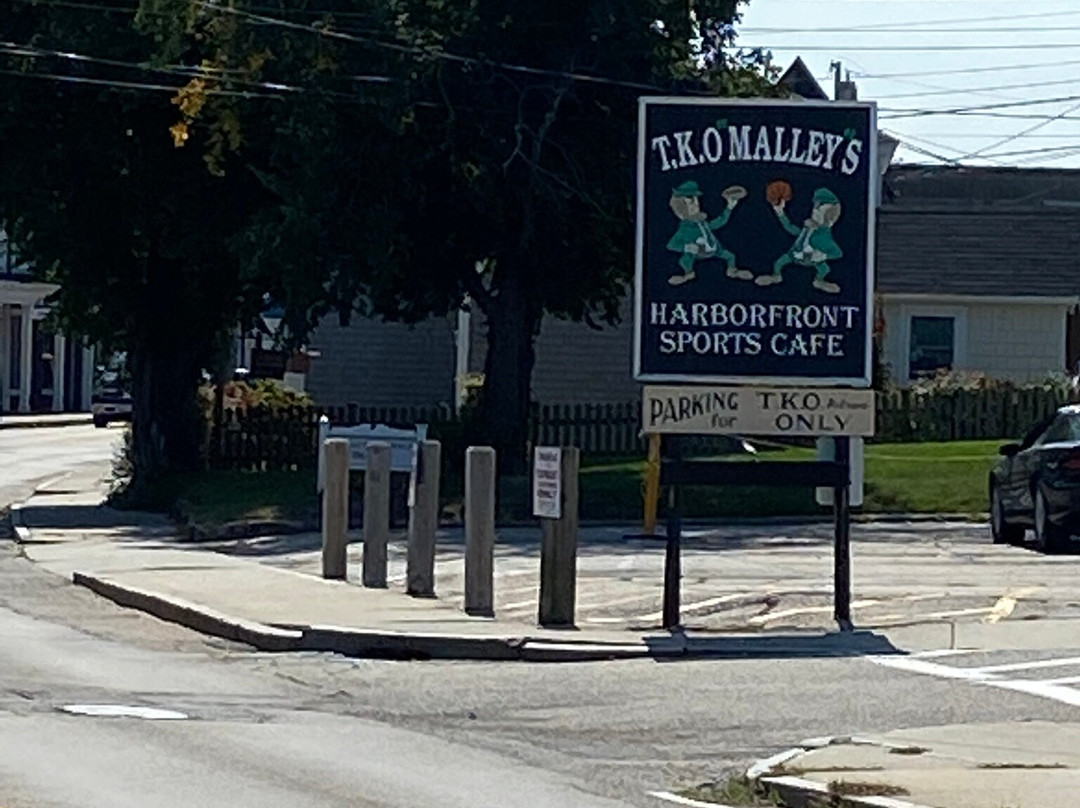 T.K.O"MALLEY"S
HARBORFRONT
SPORTS CAFE
PARKING TKO
for ONLY